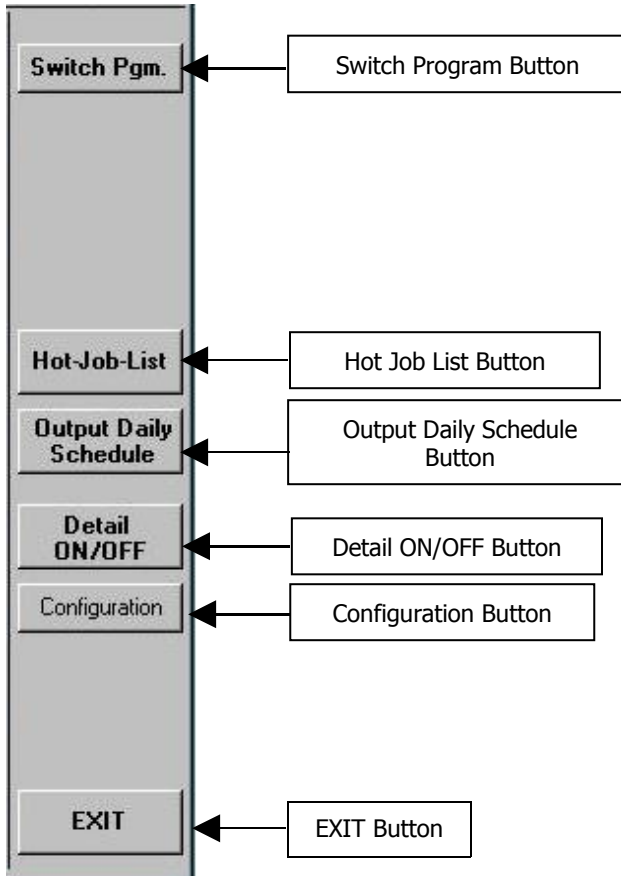 Switch Pgm.
Switch Program Button
Hot-Job-List
Hot Job List Button
Output Daily
Schedule
Output Daily Schedule
Button
Detail
ON/OFF
Detail ON/OFF Button
Configuration
Configuration Button
EXIT
EXIT Button